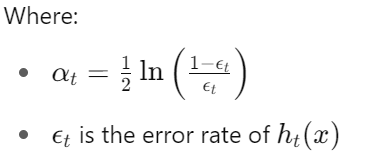 Where:
• αₜ = ½ ln((1−ϵₜ)/ϵₜ)
• ϵₜ is the error rate of hₜ(x)